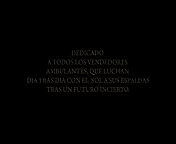 DEDICADO
A TODOS LOS VENDEDORES
AMBULANTES, QUE LUCHAN
DIA TRAS DIA CON EL SOL A SUS ESPALDAS
TRAS UN FUTURO INCIERTO